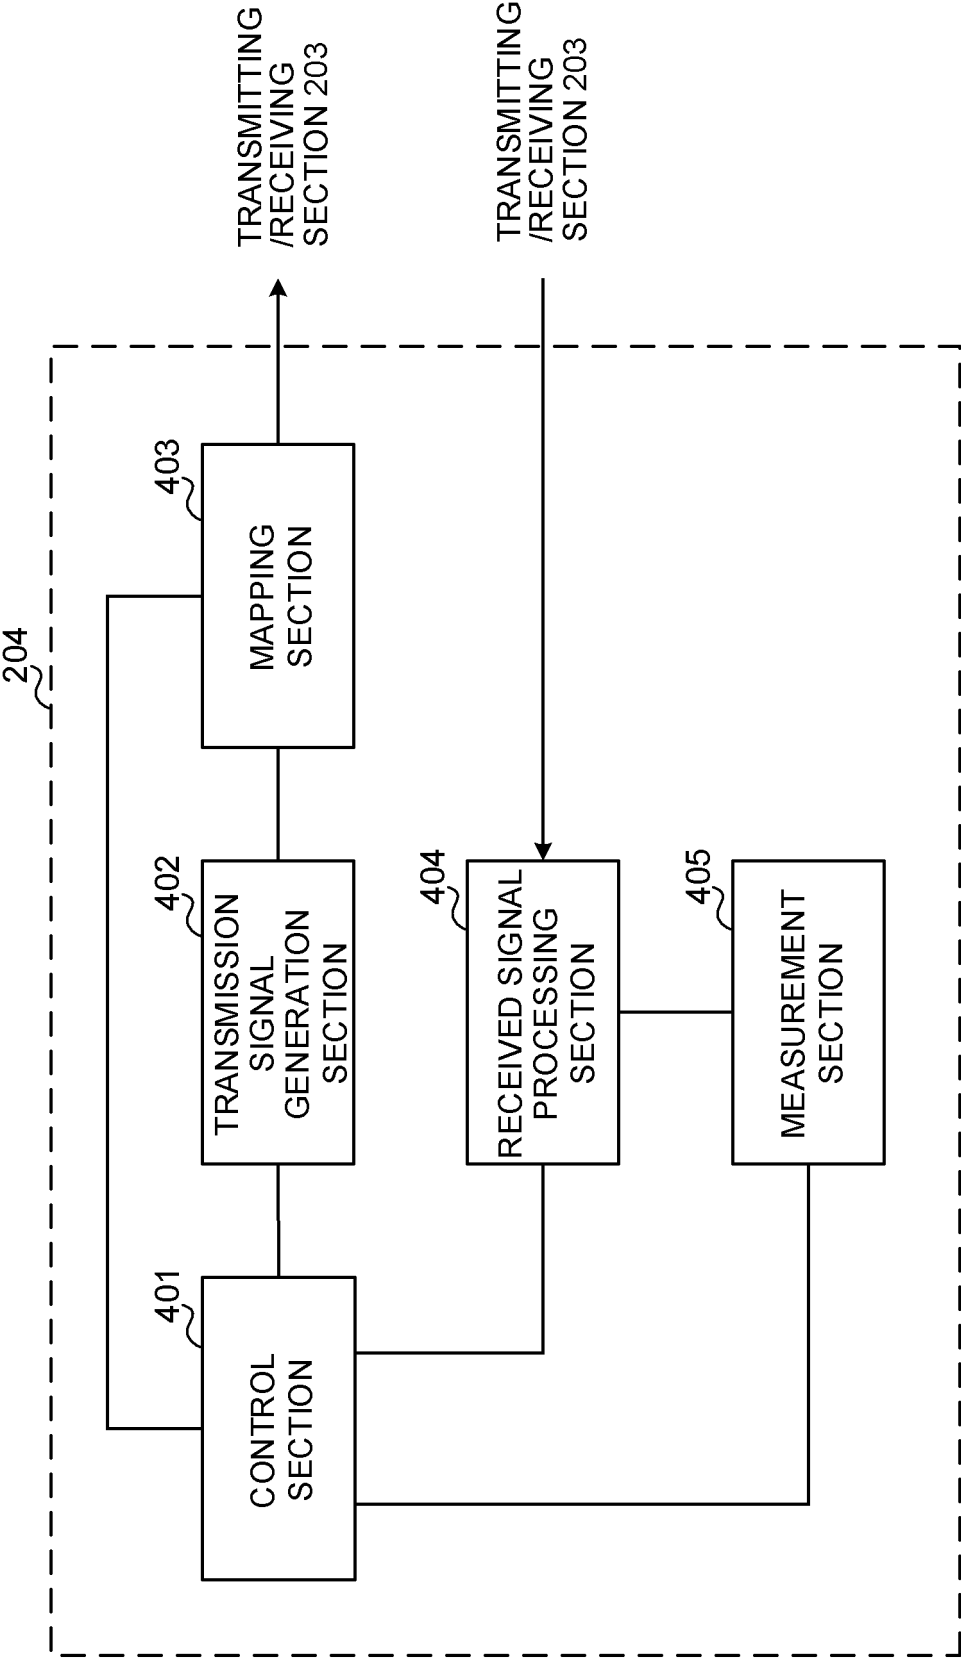 204
401
CONTROL
SECTION
402
TRANSMISSION
SIGNAL
GENERATION
SECTION
403
MAPPING
SECTION
TRANSMITTING
/RECEIVING
SECTION 203
404
RECEIVED SIGNAL
PROCESSING
SECTION
TRANSMITTING
/RECEIVING
SECTION 203
405
MEASUREMENT
SECTION